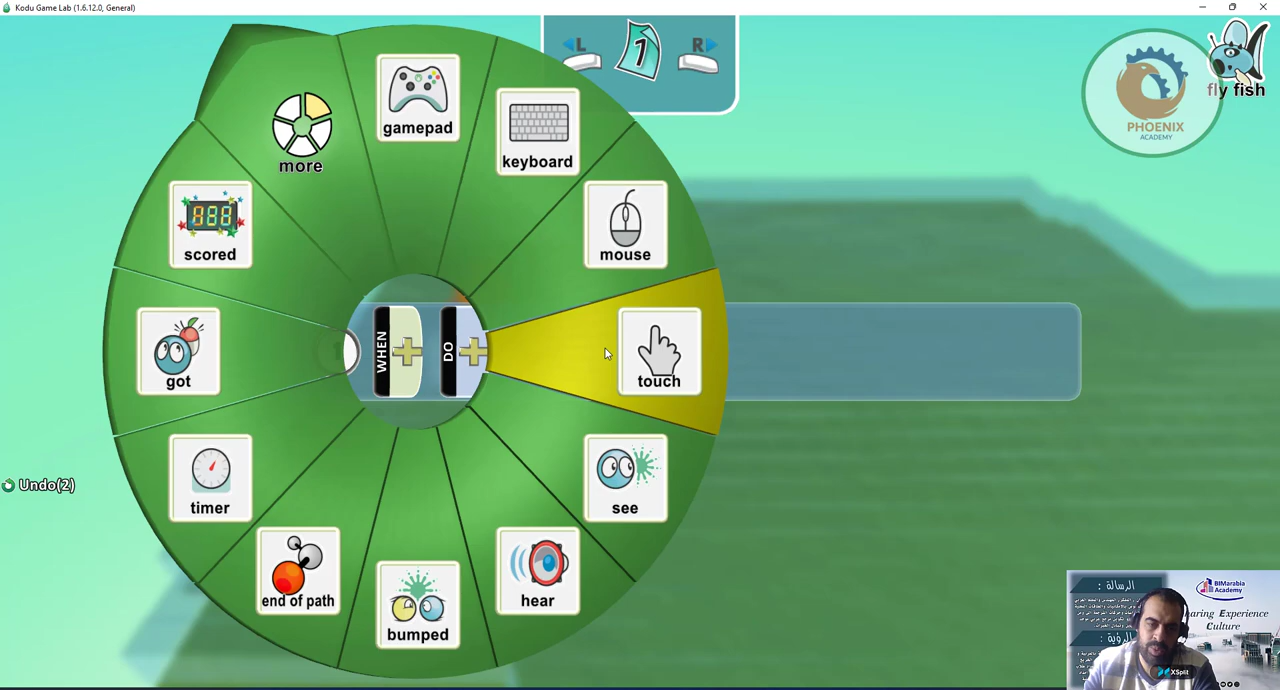 Kodu Game Lab (1.6.12.0, General)
L 1 R
fly fish
PHOENIX
ACADEMY
gamepad
keyboard
more
mouse
scored
888
WHEN
DO
touch
got
see
timer
hear
end of path
bumped
Undo(2)
الرسالة :
BIMarabia
Academy
haring Experience
Culture
الرؤية :
XSplit